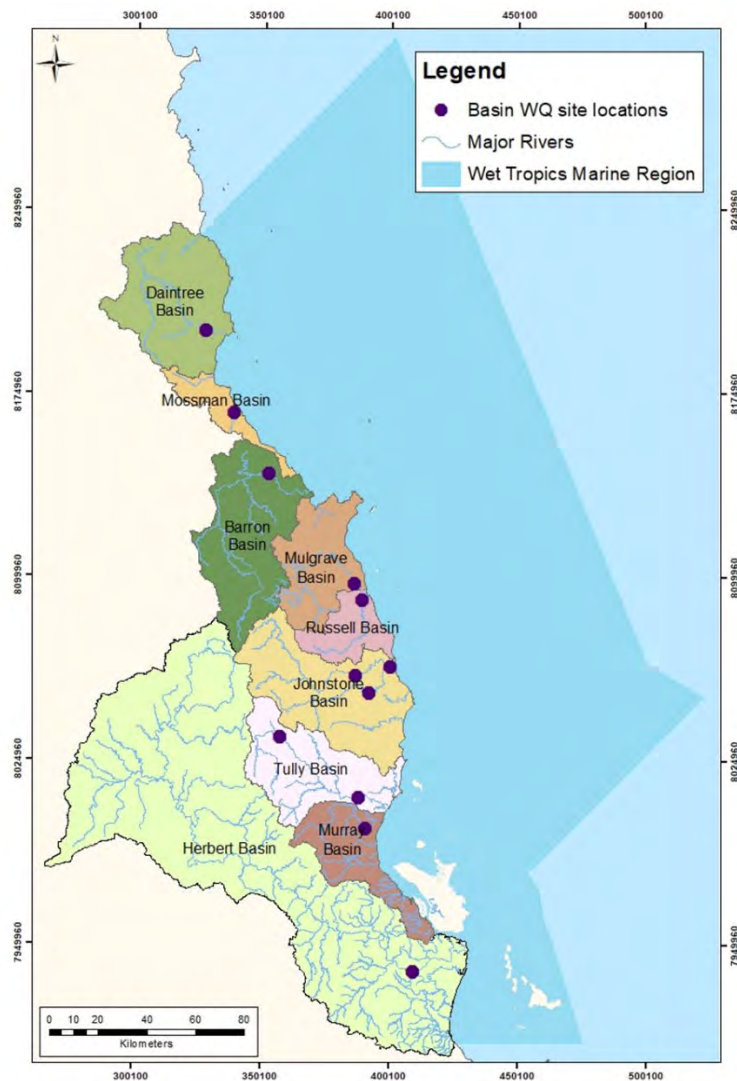 300100 350100 400100 450100 500100
N
Legend
Basin WQ site locations
Major Rivers
Wet Tropics Marine Region
8249960 8249960
Daintree
Basin
8174960 8174960
Mossman Basin
Barron
Basin
Mulgrave
Basin
8099960 8099960
Russell Basin
Johnstone
Basin
8024960 8024960
Tully Basin
Murray
Basin
Herbert Basin
7949960 7949960
0 5 10 20 40 60 80
Kilometers
300100 350100 400100 450100 500100